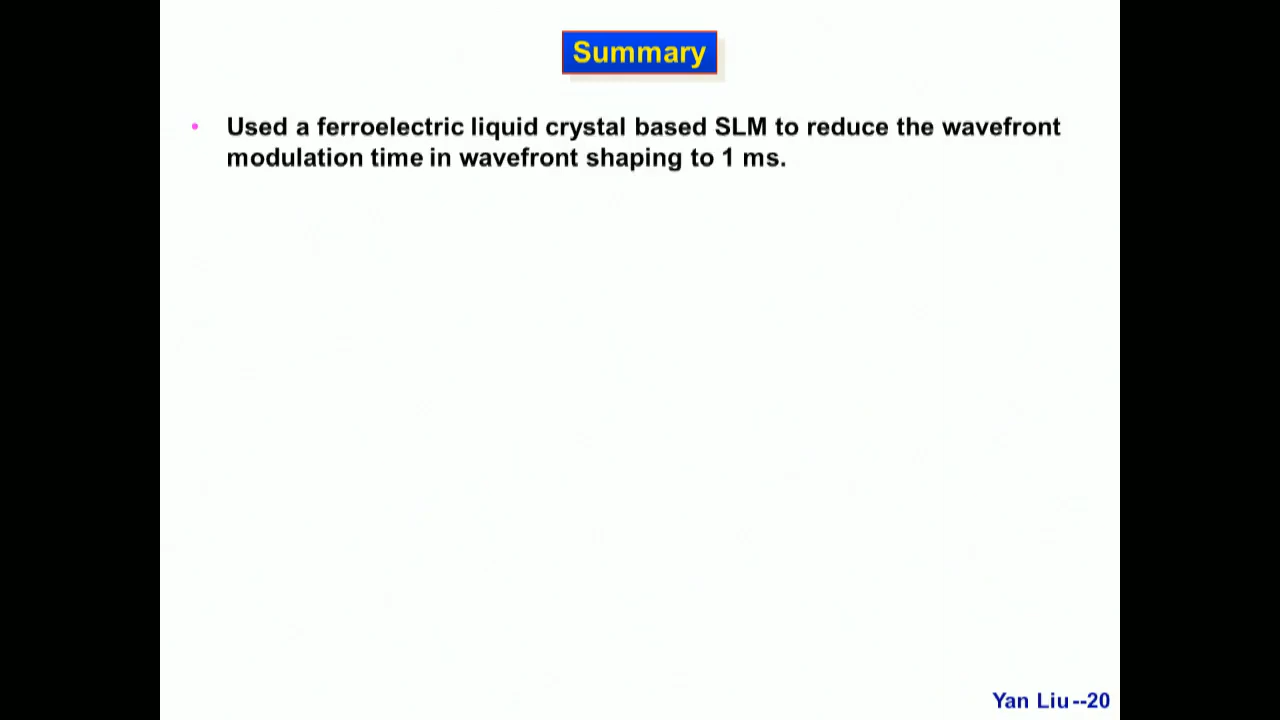 Summary
• Used a ferroelectric liquid crystal based SLM to reduce the wavefront
modulation time in wavefront shaping to 1 ms.
Yan Liu--20